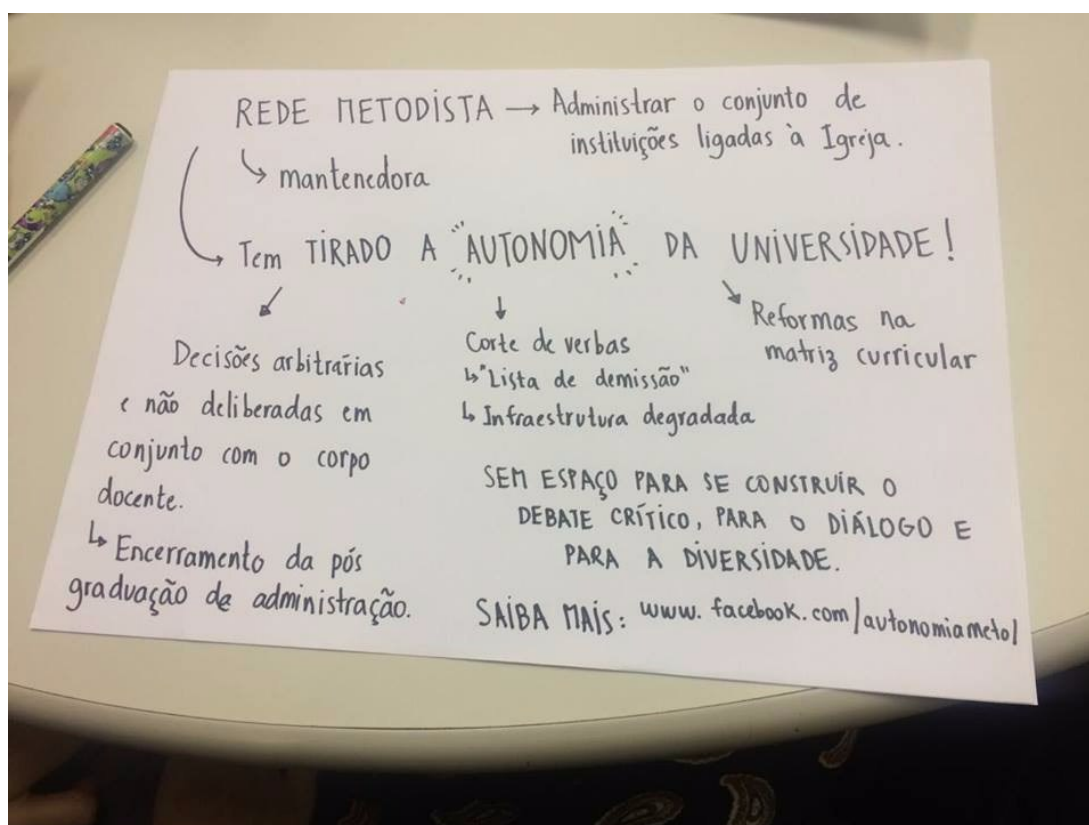 REDE METODISTA → Administrar o conjunto de
instituições ligadas à Igreja.
↳ mantenedora
↳ Tem TIRADO A "AUTONOMIA" DA UNIVERSIDADE!
Decisões arbitrárias
e não deliberadas em
conjunto com o corpo
docente.
↳ Encerramento da pós
graduação de administração.
Corte de verbas
↳ "Lista de demissão"
↳ Infraestrutura degradada
Reformas na
matriz curricular
SEM ESPAÇO PARA SE CONSTRUIR O
DEBATE CRÍTICO, PARA O DIÁLOGO E
PARA A DIVERSIDADE.
SAIBA MAIS: www.facebook.com/autonomiameto/